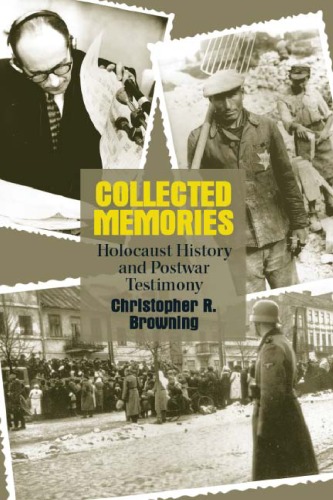 COLLECTED
MEMORIES
Holocaust History
and Postwar
Testimony
Christopher R.
Browning